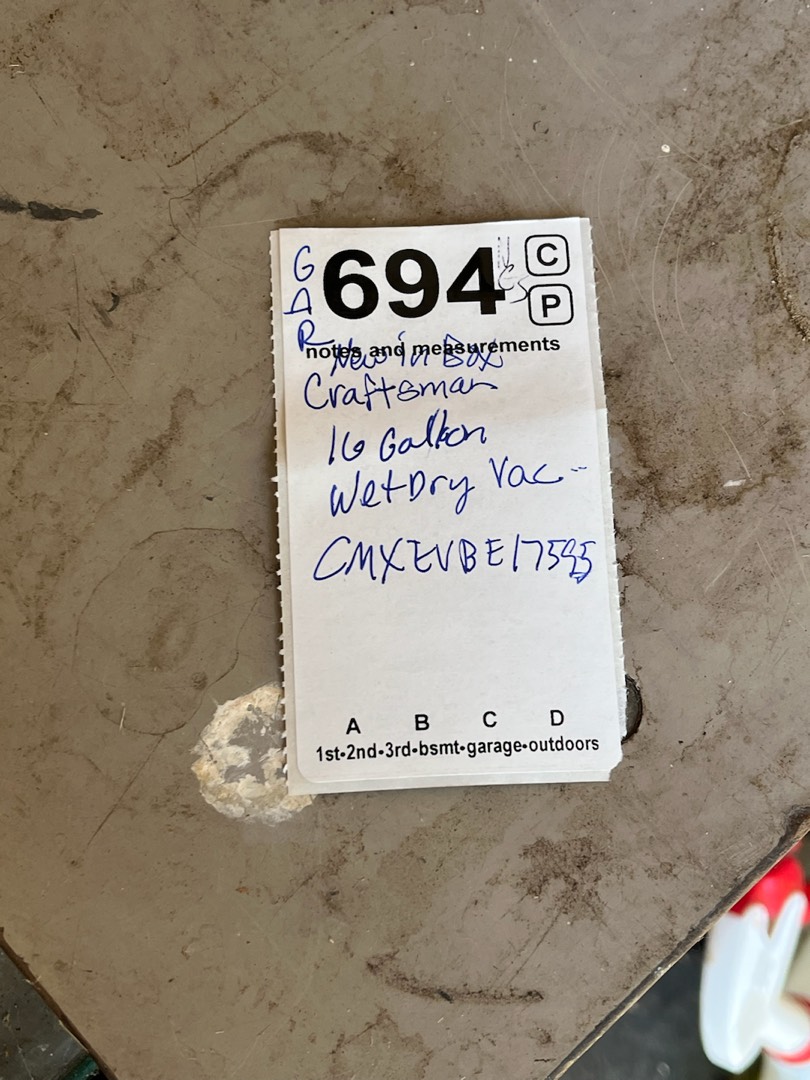 GAR
694
C
P
notes and measurements
New in Box
Craftsman
16 Gallon
Wet Dry Vac -
CMXEVBE17595
A B C D
1st•2nd•3rd•bsmt•garage•outdoors